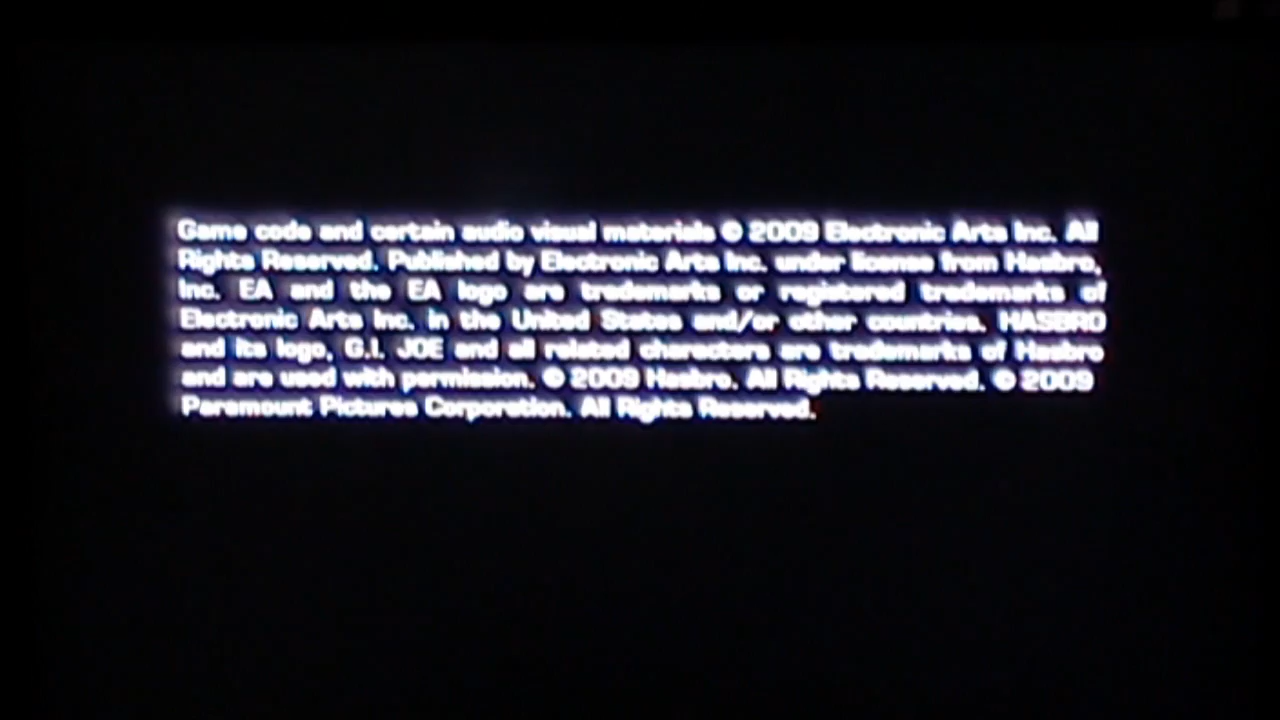 Game code and certain audio visual materials © 2009 Electronic Arts Inc. All
Rights Reserved. Published by Electronic Arts Inc. under license from Hasbro,
Inc. EA and the EA logo are trademarks or registered trademarks of
Electronic Arts Inc. in the United States and/or other countries. HASBRO
and its logo, G.I. JOE and all related characters are trademarks of Hasbro
and are used with permission. © 2009 Hasbro. All Rights Reserved. © 2009
Paramount Pictures Corporation. All Rights Reserved.